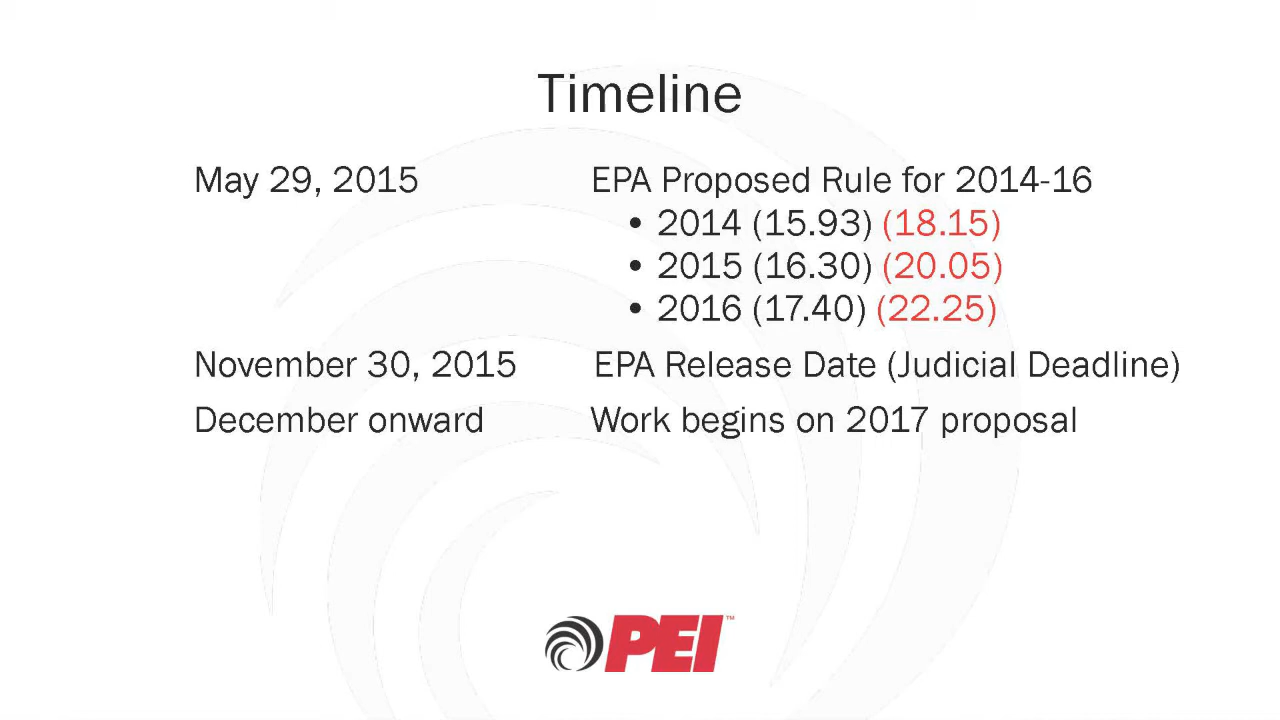 Timeline
May 29, 2015 EPA Proposed Rule for 2014-16
• 2014 (15.93) (18.15)
• 2015 (16.30) (20.05)
• 2016 (17.40) (22.25)
November 30, 2015 EPA Release Date (Judicial Deadline)
December onward Work begins on 2017 proposal
PEI™